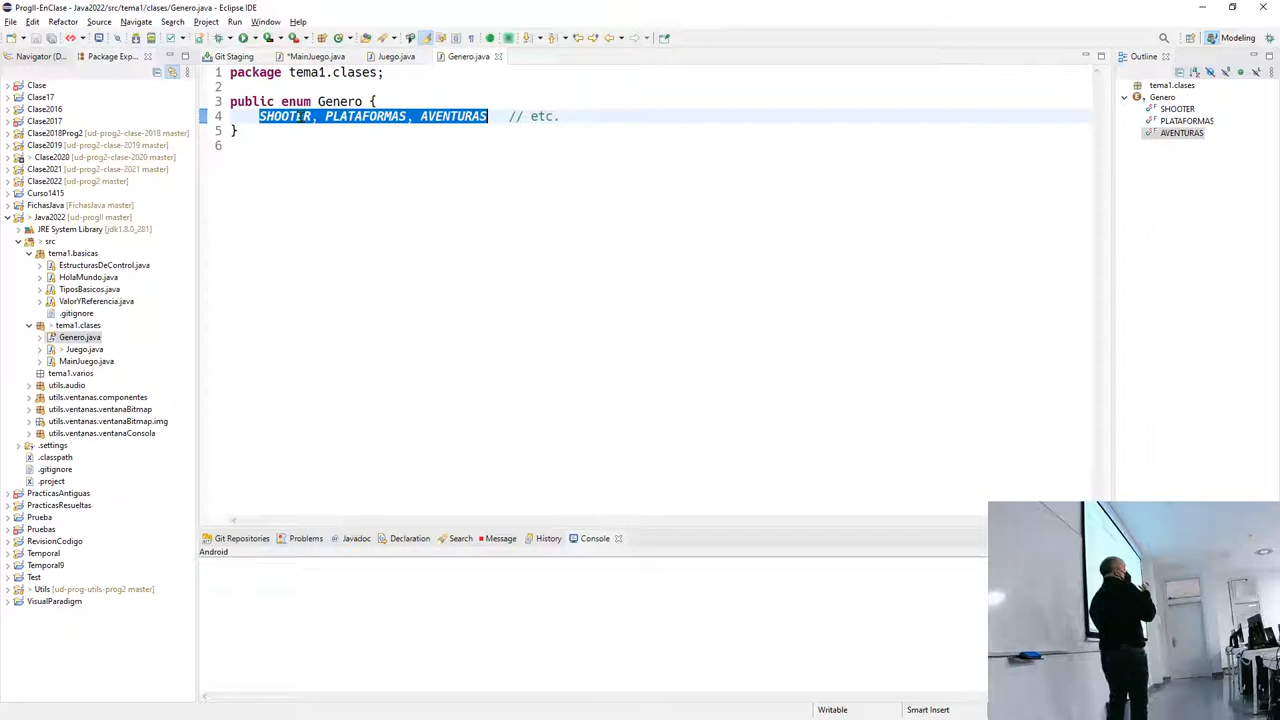 ProgII-EnClase - Java2022/src/tema1/clases/Genero.java - Eclipse IDE
File Edit Refactor Source Navigate Search Project Run Window Help
Modeling
Navigator (D...
Package Exp...
Git Staging
*MainJuego.java
Juego.java
Genero.java
Outline
Clase
Clase17
Clase2016
Clase2017
Clase2018Prog2 [ud-prog2-clase-2018 master]
Clase2019 [ud-prog2-clase-2019 master]
> Clase2020 [ud-prog2-clase-2020 master]
Clase2021 [ud-prog2-clase-2021 master]
Clase2022 [ud-prog2 master]
Curso1415
FichasJava [FichasJava master]
> Java2022 [ud-progII master]
JRE System Library [jdk1.8.0_281]
> src
tema1.basicas
EstructurasDeControl.java
HolaMundo.java
TiposBasicos.java
ValorYReferencia.java
.gitignore
> tema1.clases
Genero.java
> Juego.java
MainJuego.java
tema1.varios
utils.audio
utils.ventanas.componentes
utils.ventanas.ventanaBitmap
utils.ventanas.ventanaBitmap.img
utils.ventanas.ventanaConsola
.settings
.classpath
.gitignore
.project
PracticasAntiguas
PracticasResueltas
Prueba
Pruebas
RevisionCodigo
Temporal
Temporal9
Test
> Utils [ud-prog-utils-prog2 master]
VisualParadigm
1 package tema1.clases;
2
3 public enum Genero {
4 SHOOTER, PLATAFORMAS, AVENTURAS // etc.
5 }
6
tema1.clases
Genero
SHOOTER
PLATAFORMAS
AVENTURAS
Git Repositories
Problems
Javadoc
Declaration
Search
Message
History
Console
Android
Writable
Smart Insert